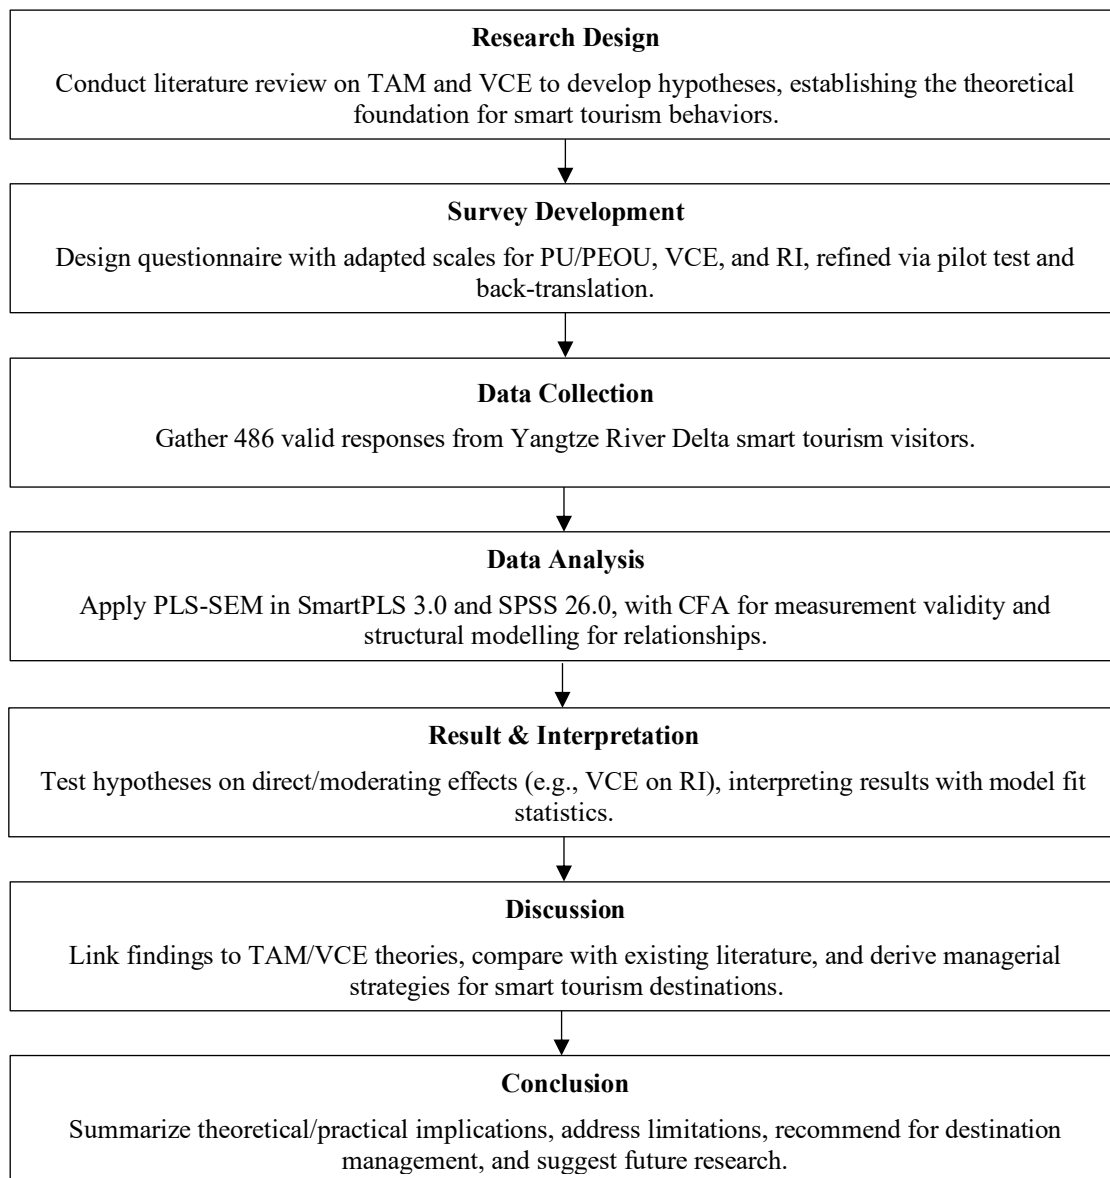 Research Design
Conduct literature review on TAM and VCE to develop hypotheses, establishing the theoretical
foundation for smart tourism behaviors.
Survey Development
Design questionnaire with adapted scales for PU/PEOU, VCE, and RI, refined via pilot test and
back-translation.
Data Collection
Gather 486 valid responses from Yangtze River Delta smart tourism visitors.
Data Analysis
Apply PLS-SEM in SmartPLS 3.0 and SPSS 26.0, with CFA for measurement validity and
structural modelling for relationships.
Result & Interpretation
Test hypotheses on direct/moderating effects (e.g., VCE on RI), interpreting results with model fit
statistics.
Discussion
Link findings to TAM/VCE theories, compare with existing literature, and derive managerial
strategies for smart tourism destinations.
Conclusion
Summarize theoretical/practical implications, address limitations, recommend for destination
management, and suggest future research.